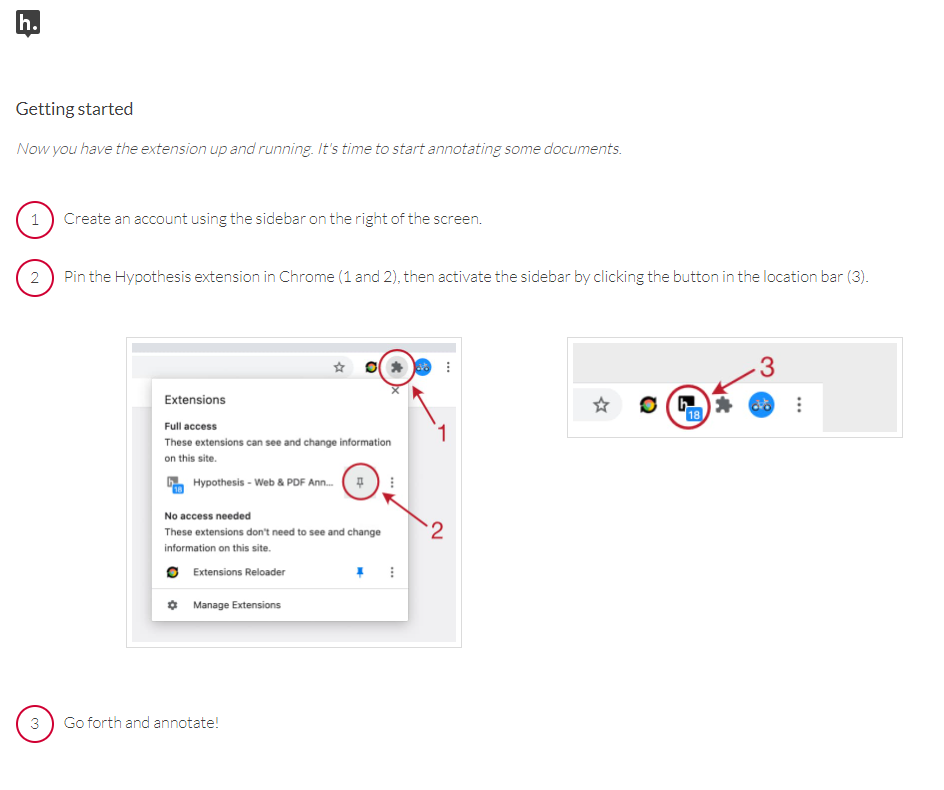 h.
Getting started
Now you have the extension up and running. It's time to start annotating some documents.
1 Create an account using the sidebar on the right of the screen.
2 Pin the Hypothesis extension in Chrome (1 and 2), then activate the sidebar by clicking the button in the location bar (3).
Extensions
Full access
These extensions can see and change information
on this site.
h. 18 Hypothesis - Web & PDF Ann...
No access needed
These extensions don't need to see and change
information on this site.
Extensions Reloader
Manage Extensions
1
2
h. 18
3
3 Go forth and annotate!